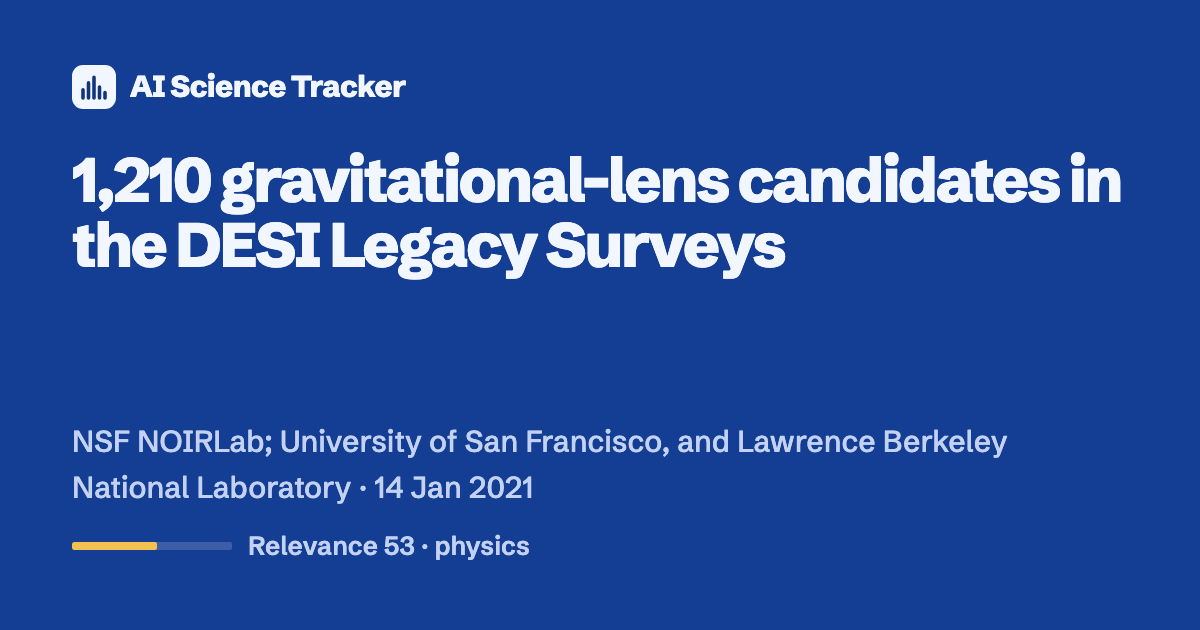 AI Science Tracker
1,210 gravitational-lens candidates in
the DESI Legacy Surveys
NSF NOIRLab; University of San Francisco, and Lawrence Berkeley
National Laboratory · 14 Jan 2021
Relevance 53 · physics